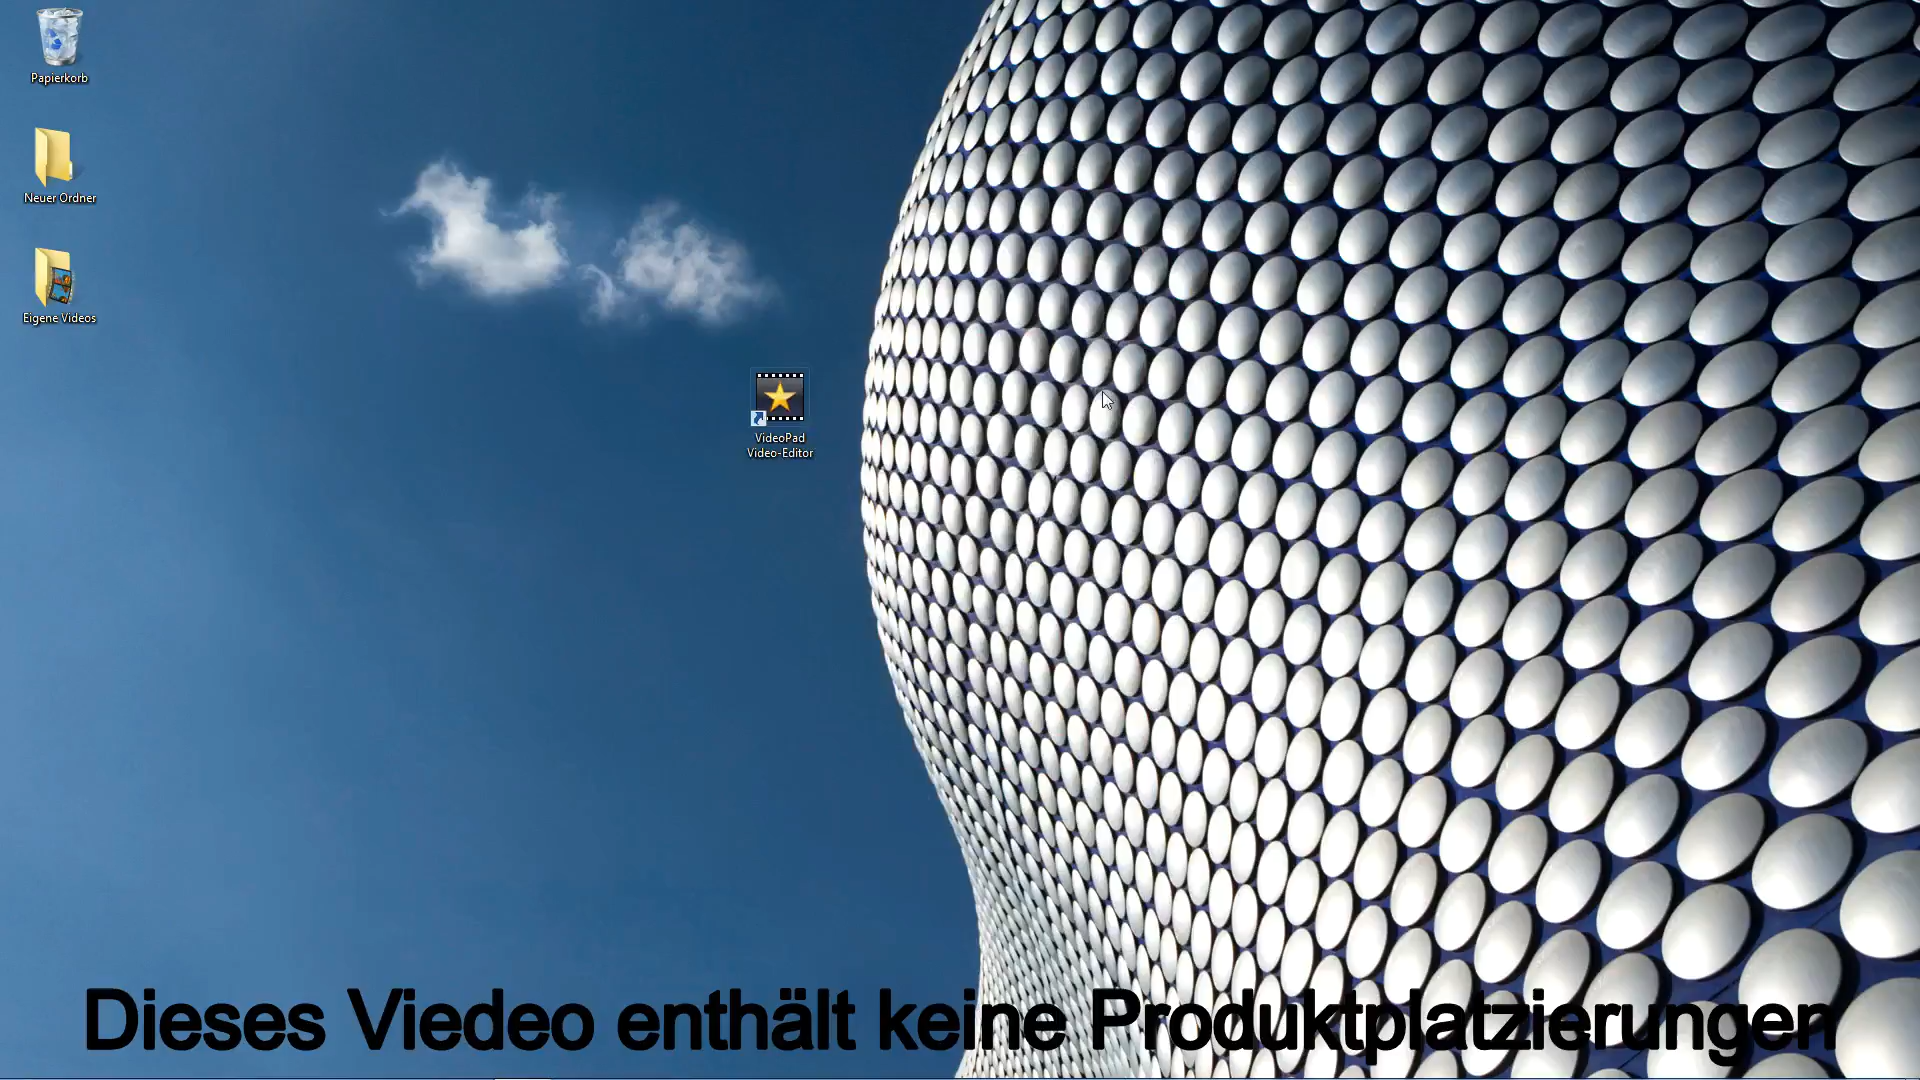 Papierkorb
Neuer Ordner
Eigene Videos
VideoPad
Video-Editor
Dieses Viedeo enthält keine Produktplatzierungen